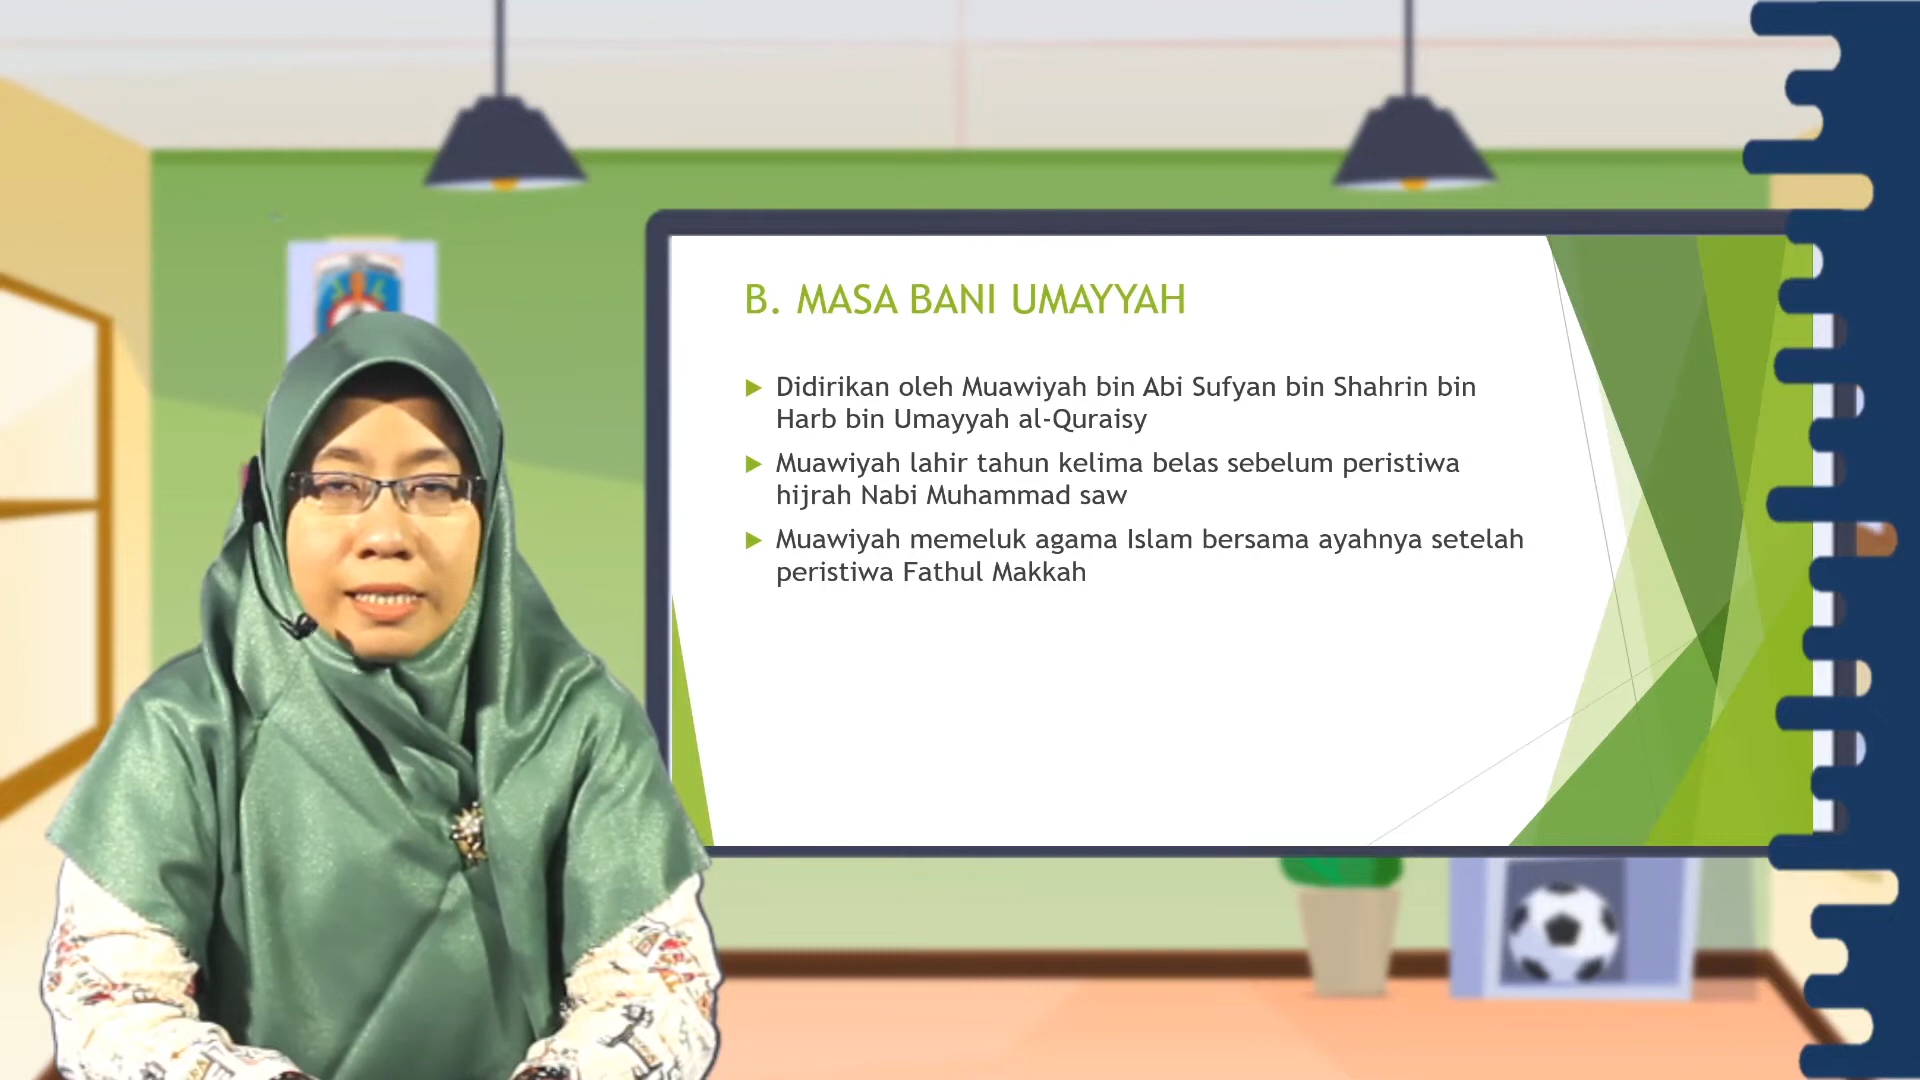 B. MASA BANI UMAYYAH
Didirikan oleh Muawiyah bin Abi Sufyan bin Shahrin bin
Harb bin Umayyah al-Quraisy
Muawiyah lahir tahun kelima belas sebelum peristiwa
hijrah Nabi Muhammad saw
Muawiyah memeluk agama Islam bersama ayahnya setelah
peristiwa Fathul Makkah